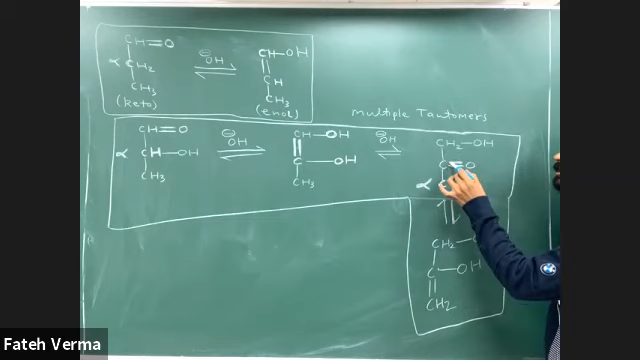 CH=O ⊖OH CH-OH
α CH2 ⇌ CH
CH3 CH3
(keto) (enol)
multiple Tautomers
CH=O ⊖OH CH-OH ⊖OH CH2-OH
α CH-OH ⇌ C-OH ⇌ C=O
CH3 CH3 α
CH2
C-OH
CH2
Fateh Verma